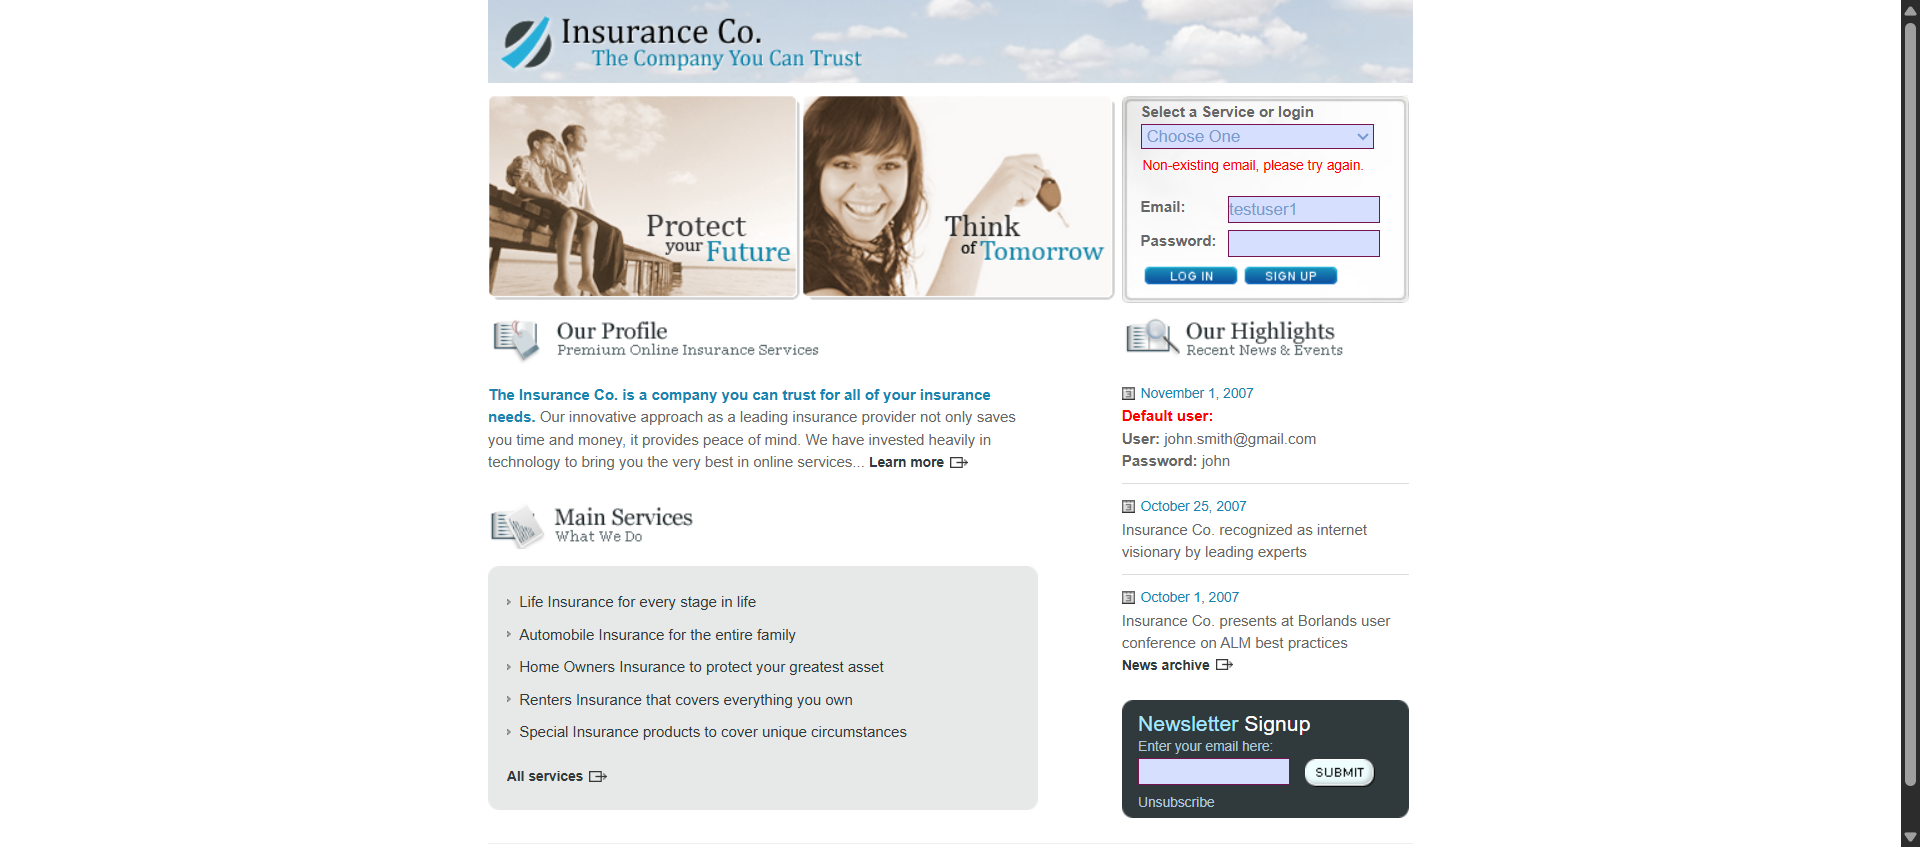 Insurance Co.
The Company You Can Trust
Protect
your Future
Think
of Tomorrow
Select a Service or login
Choose One
Non-existing email, please try again.
Email:
testuser1
Password:
LOG IN
SIGN UP
Our Profile
Premium Online Insurance Services
The Insurance Co. is a company you can trust for all of your insurance
needs. Our innovative approach as a leading insurance provider not only saves
you time and money, it provides peace of mind. We have invested heavily in
technology to bring you the very best in online services... Learn more
Main Services
What We Do
Life Insurance for every stage in life
Automobile Insurance for the entire family
Home Owners Insurance to protect your greatest asset
Renters Insurance that covers everything you own
Special Insurance products to cover unique circumstances
All services
Our Highlights
Recent News & Events
November 1, 2007
Default user:
User: john.smith@gmail.com
Password: john
October 25, 2007
Insurance Co. recognized as internet
visionary by leading experts
October 1, 2007
Insurance Co. presents at Borlands user
conference on ALM best practices
News archive
Newsletter Signup
Enter your email here:
SUBMIT
Unsubscribe